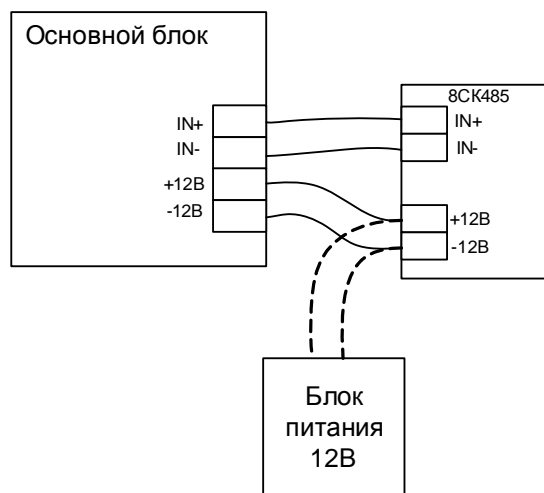 Основной блок
8СК485
IN+
IN-
+12В
-12В
IN+
IN-
+12В
-12В
Блок
питания
12В